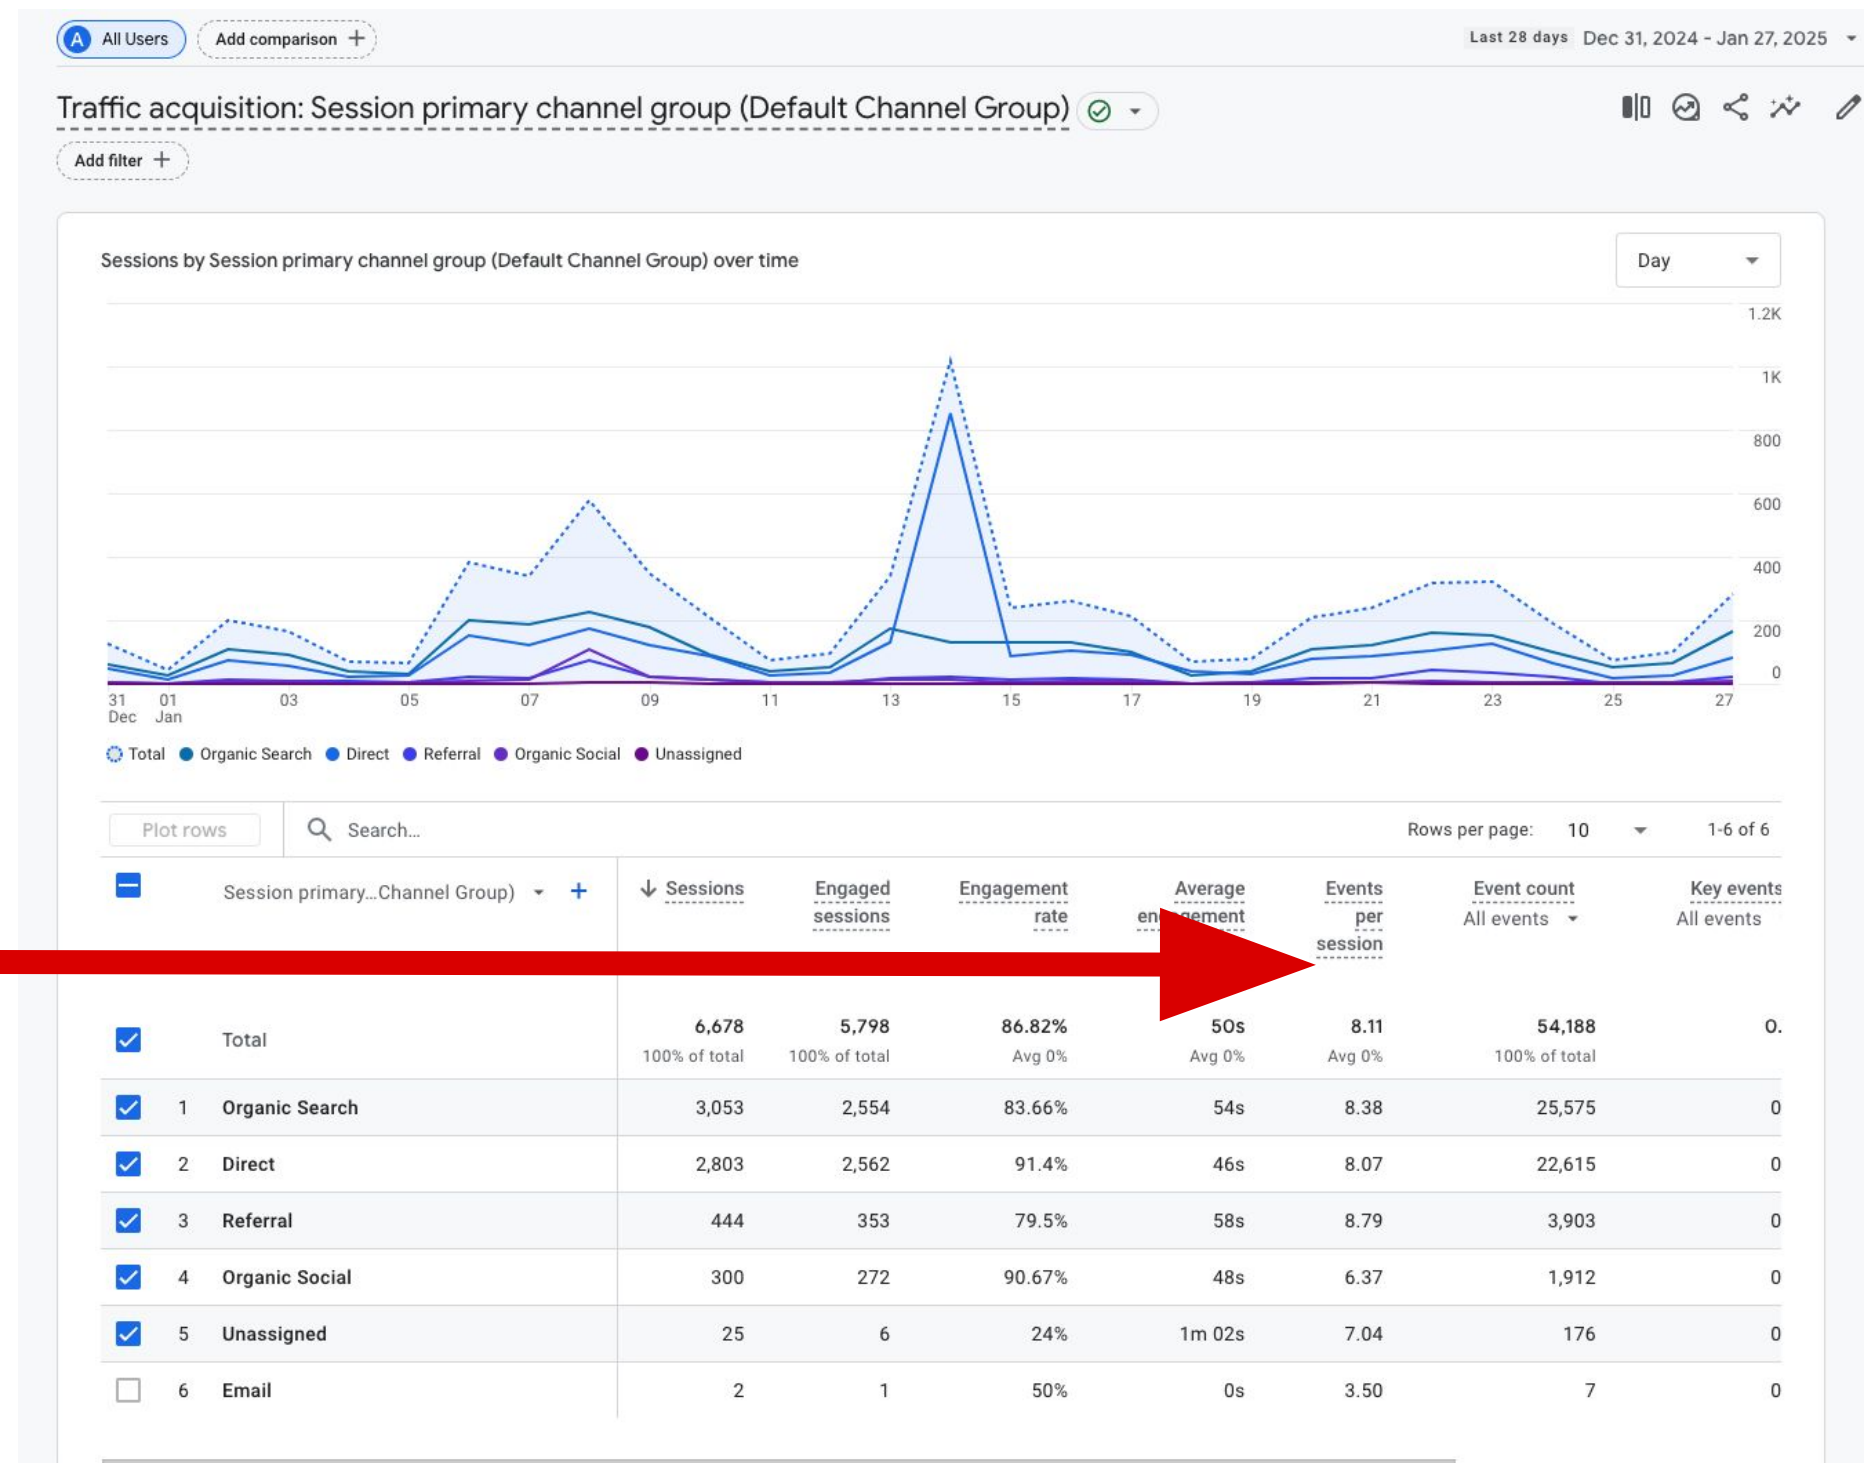 A All Users Add comparison + Last 28 days Dec 31, 2024 - Jan 27, 2025
Traffic acquisition: Session primary channel group (Default Channel Group)
Add filter +
Sessions by Session primary channel group (Default Channel Group) over time Day
1.2K
1K
800
600
400
200
0
31 01 03 05 07 09 11 13 15 17 19 21 23 25 27
Dec Jan
Total Organic Search Direct Referral Organic Social Unassigned
Plot rows Search... Rows per page: 10 1-6 of 6
Session primary...Channel Group) + Sessions Engaged Engagement Average Events Event count Key events
sessions rate engagement per All events All events
session
Total 6,678 5,798 86.82% 50s 8.11 54,188 0.
100% of total 100% of total Avg 0% Avg 0% Avg 0% 100% of total
1 Organic Search 3,053 2,554 83.66% 54s 8.38 25,575 0
2 Direct 2,803 2,562 91.4% 46s 8.07 22,615 0
3 Referral 444 353 79.5% 58s 8.79 3,903 0
4 Organic Social 300 272 90.67% 48s 6.37 1,912 0
5 Unassigned 25 6 24% 1m 02s 7.04 176 0
6 Email 2 1 50% 0s 3.50 7 0